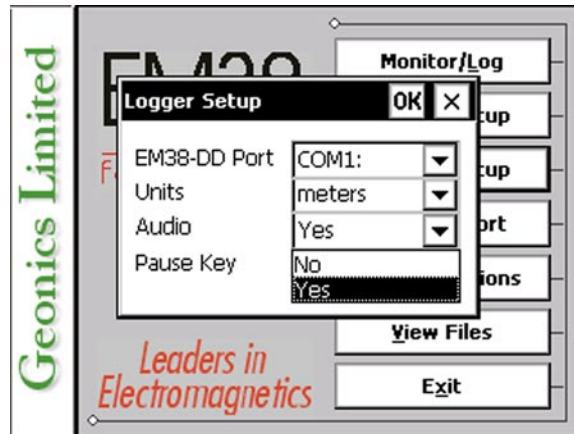 Geonics Limited
Monitor/Log
Logger Setup
OK
EM38-DD Port
COM1:
Units
meters
Audio
Yes
Pause Key
No
Yes
View Files
Exit
Leaders in
Electromagnetics